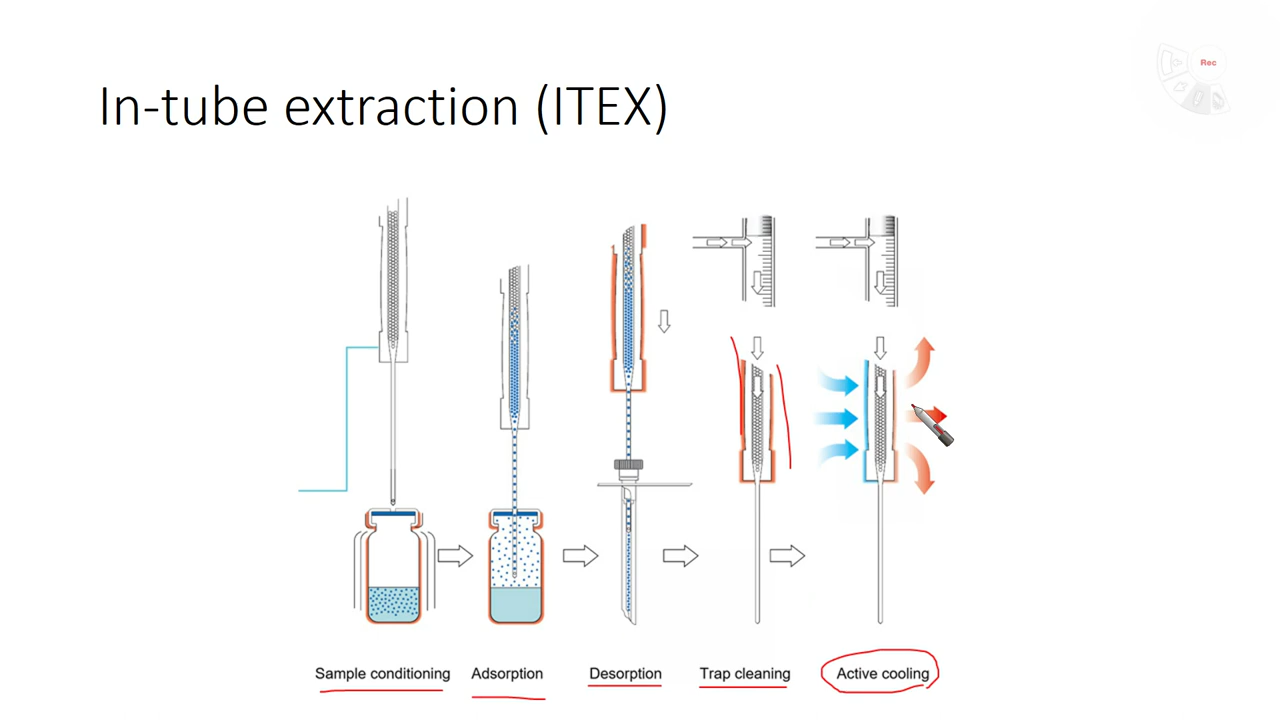 Rec
In-tube extraction (ITEX)
Sample conditioning
Adsorption
Desorption
Trap cleaning
Active cooling